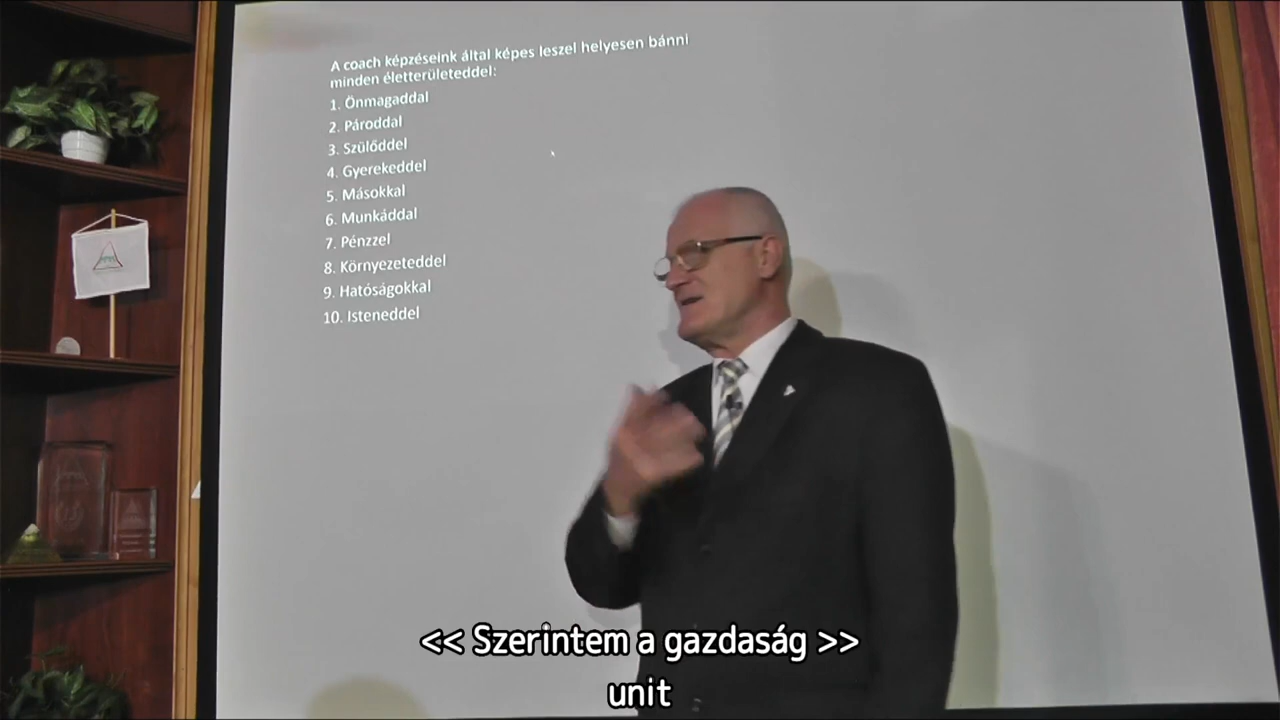 A coach képzéseink által képes leszel helyesen bánni
minden életterületeddel:
1. Önmagaddal
2. Pároddal
3. Szülőddel
4. Gyerekeddel
5. Másokkal
6. Munkáddal
7. Pénzzel
8. Környezeteddel
9. Hatóságokkal
10. Isteneddel
<< Szerintem a gazdaság >>
unit